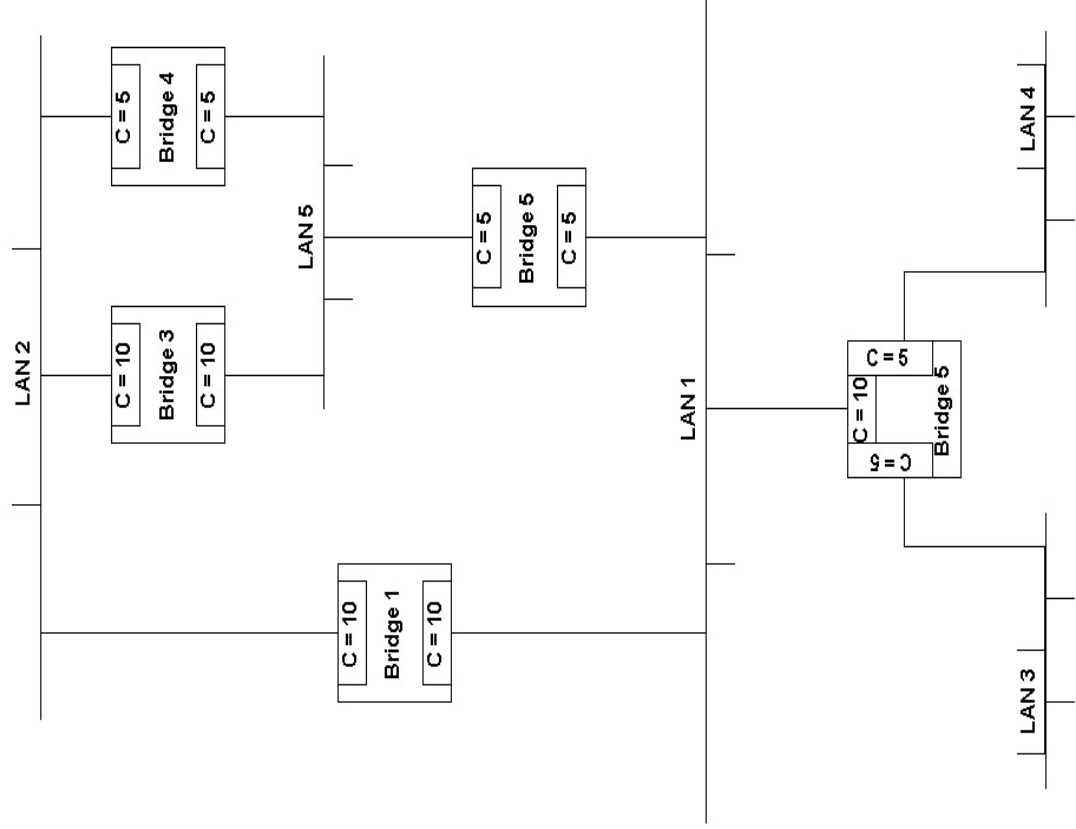 LAN 2
C = 10
Bridge 3
C = 10
C = 5
Bridge 4
C = 5
LAN 5
C = 10
Bridge 1
C = 10
C = 5
Bridge 5
C = 5
LAN 1
C = 5
C = 10
C = 5
Bridge 5
LAN 3
LAN 4